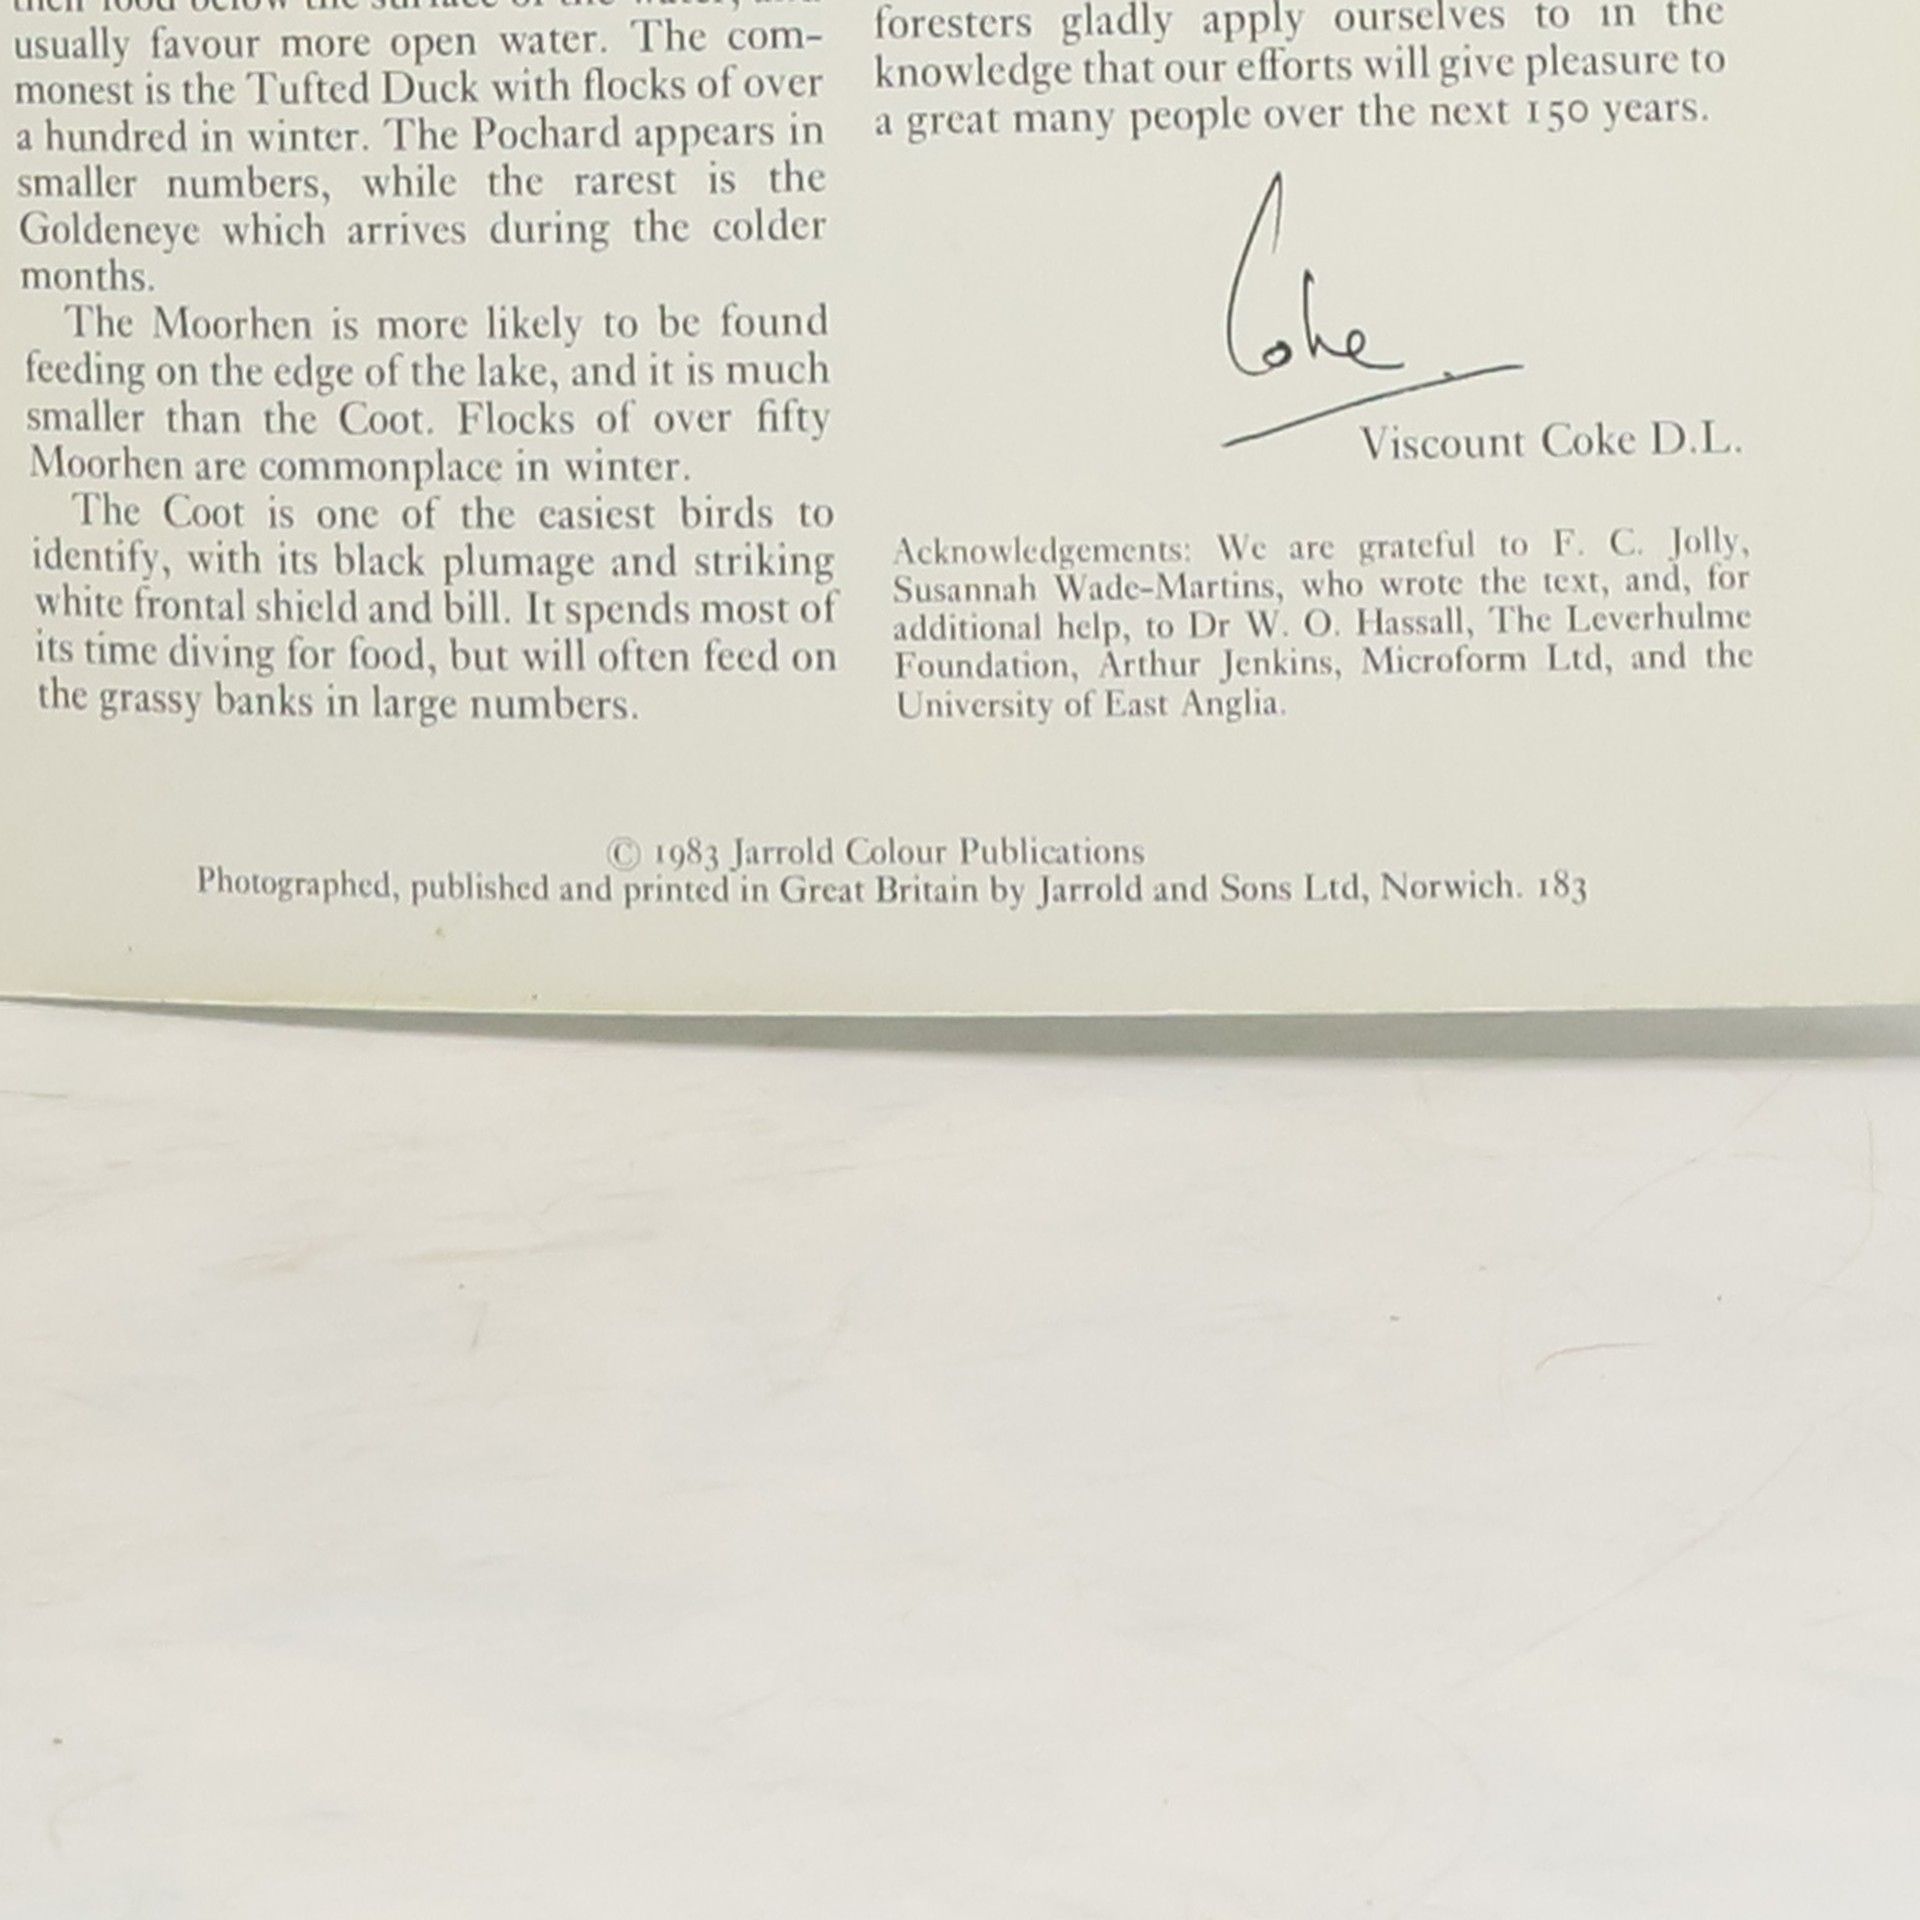 usually favour more open water. The com-
monest is the Tufted Duck with flocks of over
a hundred in winter. The Pochard appears in
smaller numbers, while the rarest is the
Goldeneye which arrives during the colder
months.
The Moorhen is more likely to be found
feeding on the edge of the lake, and it is much
smaller than the Coot. Flocks of over fifty
Moorhen are commonplace in winter.
The Coot is one of the easiest birds to
identify, with its black plumage and striking
white frontal shield and bill. It spends most of
its time diving for food, but will often feed on
the grassy banks in large numbers.
foresters gladly apply ourselves to in the
knowledge that our efforts will give pleasure to
a great many people over the next 150 years.
Coke
Viscount Coke D.L.
Acknowledgements: We are grateful to F. C. Jolly,
Susannah Wade-Martins, who wrote the text, and, for
additional help, to Dr W. O. Hassall, The Leverhulme
Foundation, Arthur Jenkins, Microform Ltd, and the
University of East Anglia.
© 1983 Jarrold Colour Publications
Photographed, published and printed in Great Britain by Jarrold and Sons Ltd, Norwich. 183